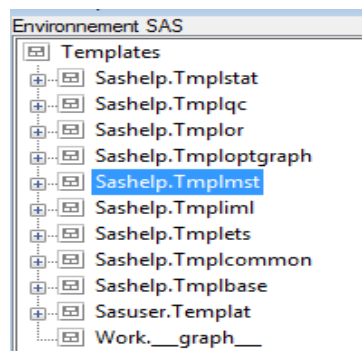 Environnement SAS
Templates
Sashelp.Tmplstat
Sashelp.Tmplqc
Sashelp.Tmplor
Sashelp.Tmploptgraph
Sashelp.Tmplmst
Sashelp.Tmpliml
Sashelp.Tmplets
Sashelp.Tmplcommon
Sashelp.Tmplbase
Sasuser.Templat
Work.___graph___